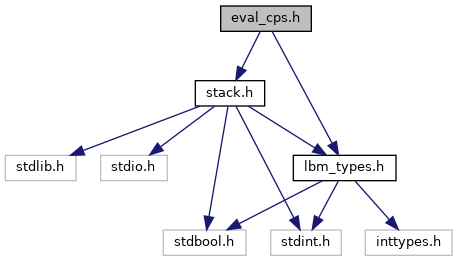 eval_cps.h
stack.h
stdlib.h
stdio.h
lbm_types.h
stdbool.h
stdint.h
inttypes.h